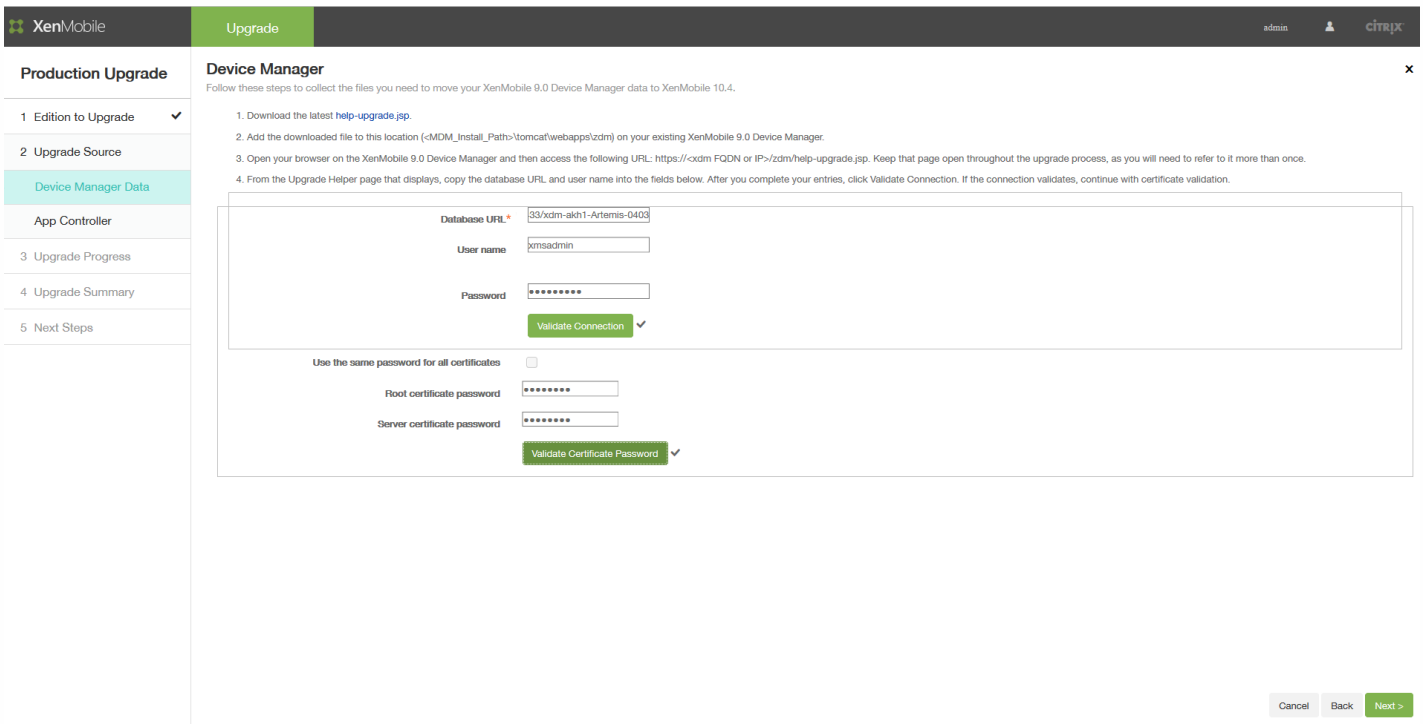 XenMobile
Upgrade
admin
CİTRIX
Production Upgrade
1 Edition to Upgrade
2 Upgrade Source
Device Manager Data
App Controller
3 Upgrade Progress
4 Upgrade Summary
5 Next Steps
Device Manager
Follow these steps to collect the files you need to move your XenMobile 9.0 Device Manager data to XenMobile 10.4.
1. Download the latest help-upgrade.jsp.
2. Add the downloaded file to this location (<MDM_Install_Path>\tomcat\webapps\zdm) on your existing XenMobile 9.0 Device Manager.
3. Open your browser on the XenMobile 9.0 Device Manager and then access the following URL: https://<xdm FQDN or IP>/zdm/help-upgrade.jsp. Keep that page open throughout the upgrade process, as you will need to refer to it more than once.
4. From the Upgrade Helper page that displays, copy the database URL and user name into the fields below. After you complete your entries, click Validate Connection. If the connection validates, continue with certificate validation.
Database URL* 33/xdm-akh1-Artemis-0403
User name xmsadmin
Password •••••••••
Validate Connection
Use the same password for all certificates
Root certificate password ••••••••
Server certificate password ••••••••
Validate Certificate Password
Cancel Back Next >